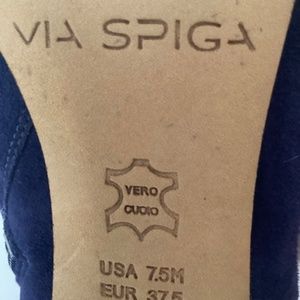 VIA SPIGA
VERO
CUOIO
USA 7.5M
EUR 37.5